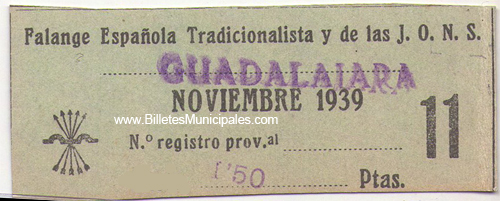 Falange Española Tradicionalista y de las J. O. N. S.
GUADALAJARA
NOVIEMBRE 1939
11
www.BilletesMunicipales.com
N.º registro prov.al
1'50 Ptas.